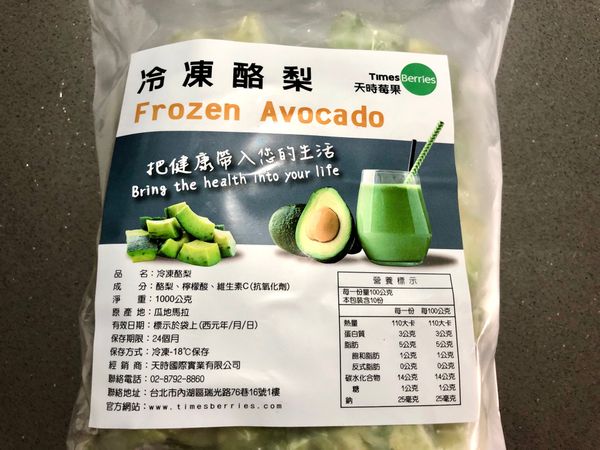 冷凍酪梨
Frozen Avocado
TimesBerries
天時莓果
把健康帶入您的生活
Bring the health into your life
品名：冷凍酪梨
成分：酪梨、檸檬酸、維生素C(抗氧化劑)
淨重：1000公克
原產地：瓜地馬拉
有效日期：標示於袋上(西元年/月/日)
保存期限：24個月
保存方式：冷凍-18℃保存
經銷商：天時國際實業有限公司
聯絡電話：02-8792-8860
聯絡地址：台北市內湖區瑞光路76巷16號1樓
官方網站：www.timesberries.com
營養標示
每一份量100公克
本包裝含10份
每一份 每100公克
熱量 110大卡 110大卡
蛋白質 3公克 3公克
脂肪 5公克 5公克
飽和脂肪 1公克 1公克
反式脂肪 0公克 0公克
碳水化合物 14公克 14公克
糖 1公克 1公克
鈉 25毫克 25毫克